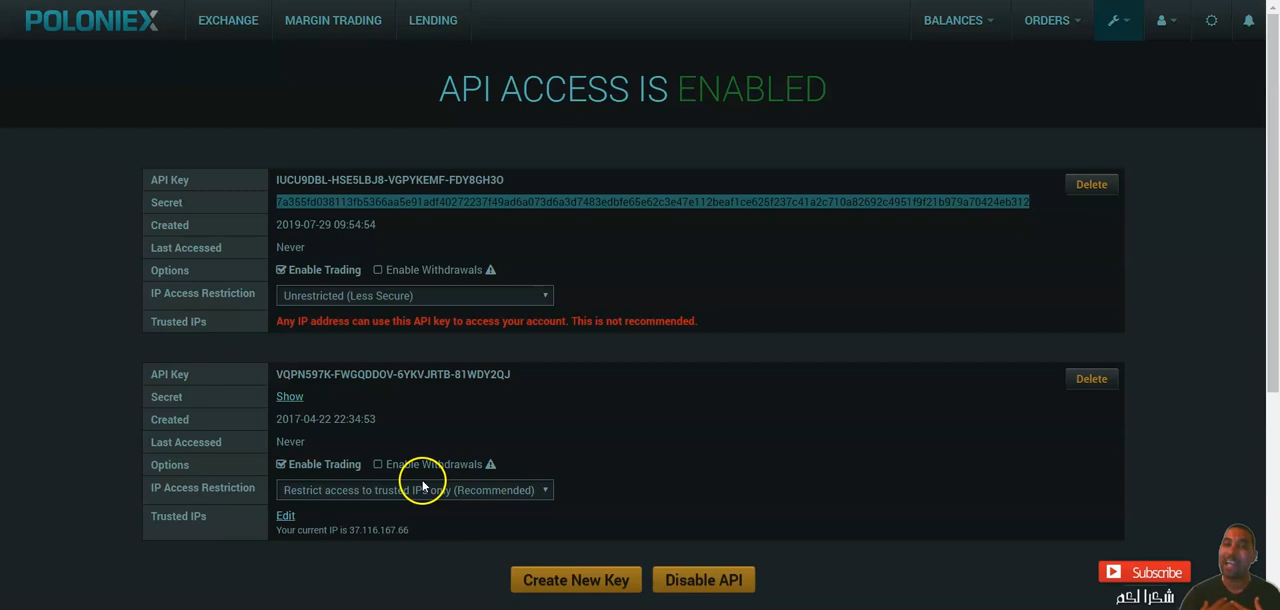 POLONIEX EXCHANGE MARGIN TRADING LENDING BALANCES ORDERS
API ACCESS IS ENABLED
API Key IUCU9DBL-HSE5LBJ8-VGPYKEMF-FDY8GH3O Delete
Secret 7a355fd038113fb5366aa5e91adf40272237f49ad6a073d6a3d7483edbfe65e62c3e47e112beaf1ce625f237c41a2c710a82692c4951f9f21b979a70424eb312
Created 2019-07-29 09:54:54
Last Accessed Never
Options Enable Trading Enable Withdrawals
IP Access Restriction Unrestricted (Less Secure)
Trusted IPs Any IP address can use this API key to access your account. This is not recommended.
API Key VQPN597K-FWGQDDOV-6YKVJRTB-81WDY2QJ Delete
Secret Show
Created 2017-04-22 22:34:53
Last Accessed Never
Options Enable Trading Enable Withdrawals
IP Access Restriction Restrict access to trusted IPs only (Recommended)
Trusted IPs Edit
Your current IP is 37.116.167.66
Create New Key Disable API
Subscribe
شكرا لكم